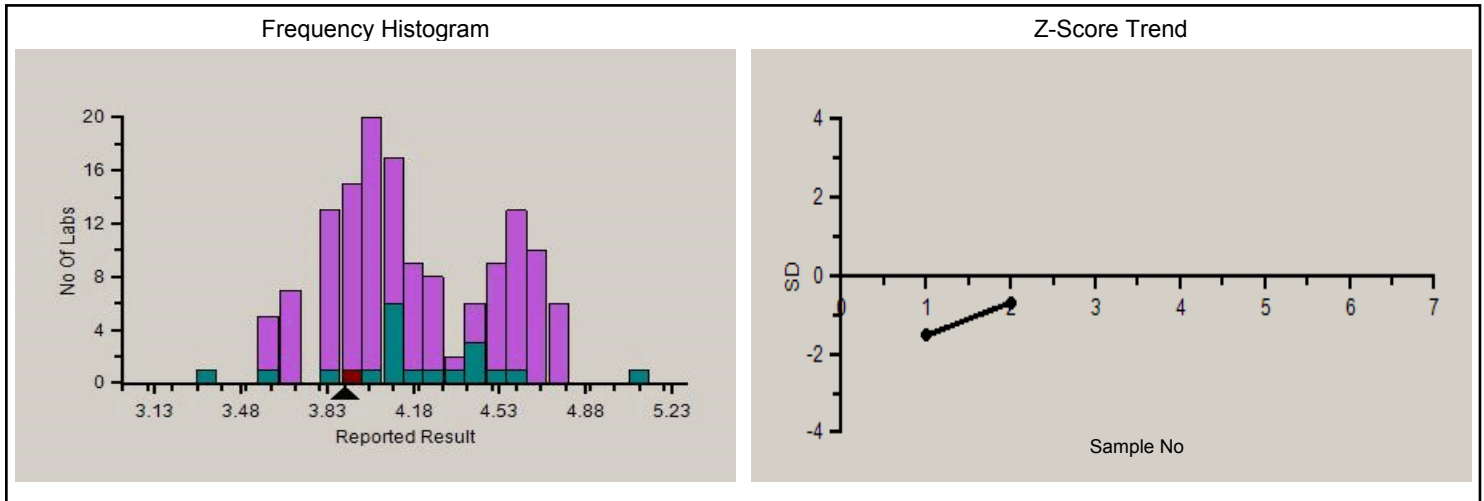 Frequency Histogram
20
16
12
8
4
0
No Of Labs
3.13 3.48 3.83 4.18 4.53 4.88 5.23
Reported Result
Z-Score Trend
4
2
0
-2
-4
SD
0 1 2 3 4 5 6 7
Sample No